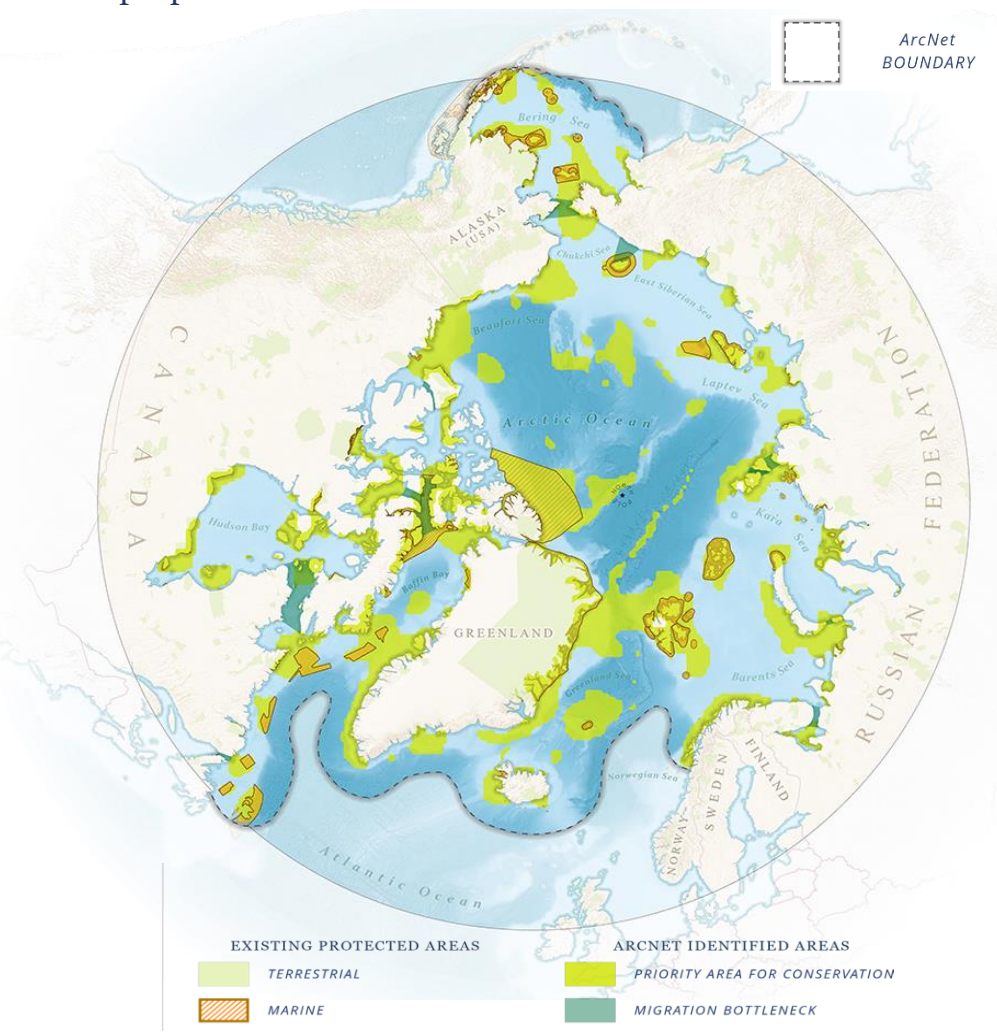 ArcNet
BOUNDARY
Bering Sea
ALASKA
(USA)
Chukchi Sea
East Siberian Sea
Beaufort Sea
Laptev Sea
CANADA
Arctic Ocean
RUSSIAN FEDERATION
Hudson Bay
Kara Sea
Baffin Bay
GREENLAND
Greenland Sea
Barents Sea
Norwegian Sea
NORWAY
SWEDEN
FINLAND
Atlantic Ocean
EXISTING PROTECTED AREAS
TERRESTRIAL
MARINE
ARCNET IDENTIFIED AREAS
PRIORITY AREA FOR CONSERVATION
MIGRATION BOTTLENECK